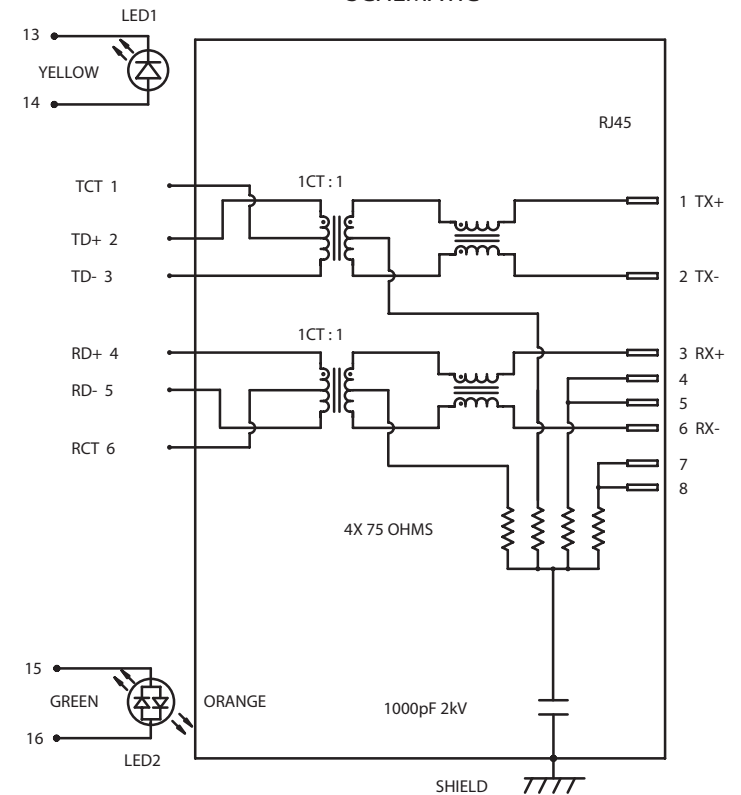 LED1
13
YELLOW
14
RJ45
TCT 1
1CT : 1
1 TX+
TD+ 2
TD- 3
2 TX-
1CT : 1
RD+ 4
3 RX+
4
RD- 5
5
6 RX-
RCT 6
7
8
4X 75 OHMS
15
GREEN
ORANGE
1000pF 2kV
16
LED2
SHIELD